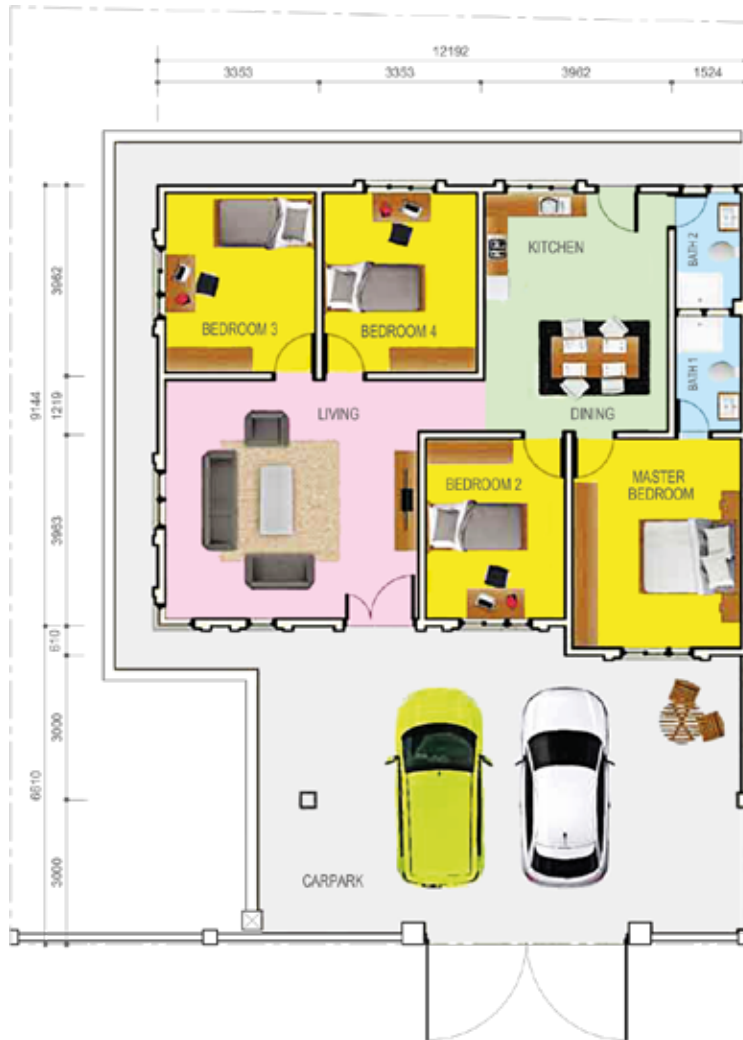 12192
3353 3353 3962 1524
KITCHEN
BATH 2
3962
BEDROOM 3
BEDROOM 4
BATH 1
9144
1219
LIVING
DINING
BEDROOM 2
MASTER
BEDROOM
3963
610
3000
6610
3000
CARPARK